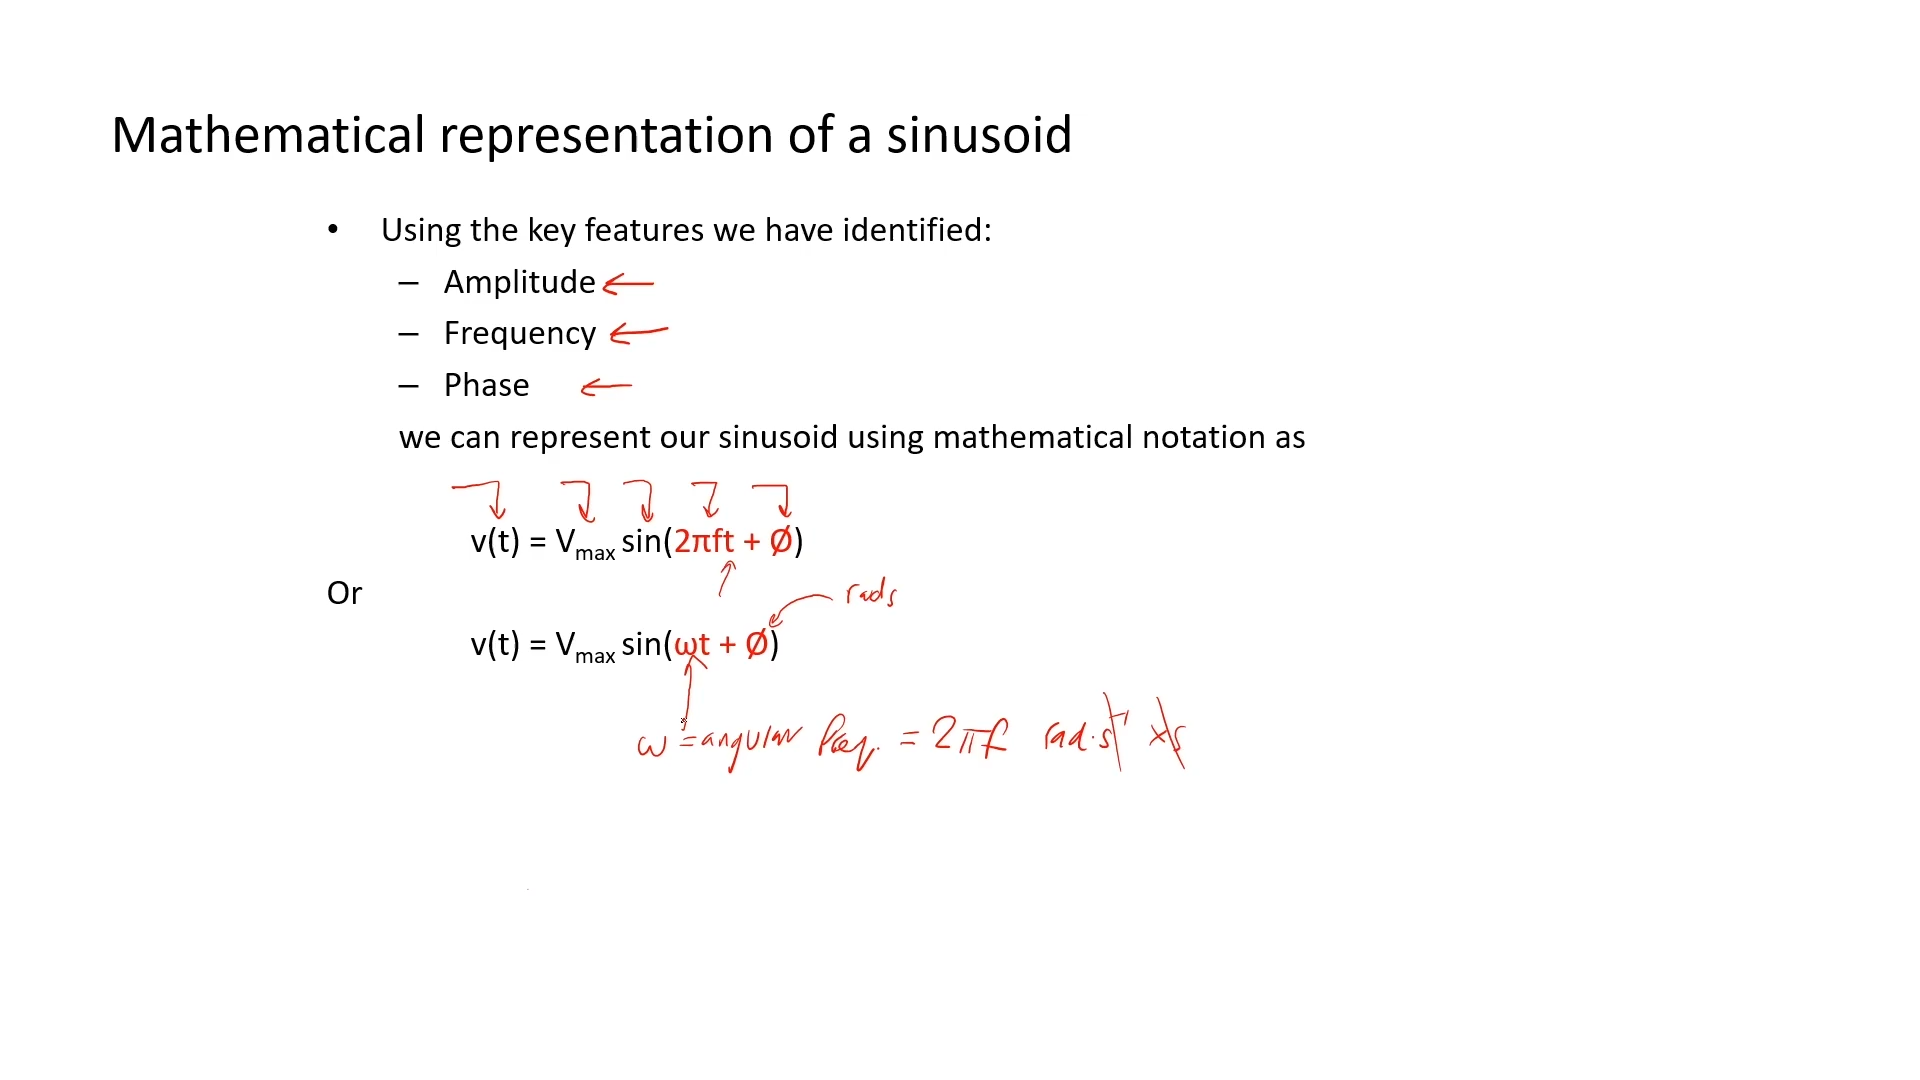 Mathematical representation of a sinusoid
• Using the key features we have identified:
– Amplitude
– Frequency
– Phase
we can represent our sinusoid using mathematical notation as
v(t) = Vmax sin(2πft + Ø)
Or
rads
v(t) = Vmax sin(ωt + Ø)
ω = angular freq. = 2πf rad·s⁻¹ × s